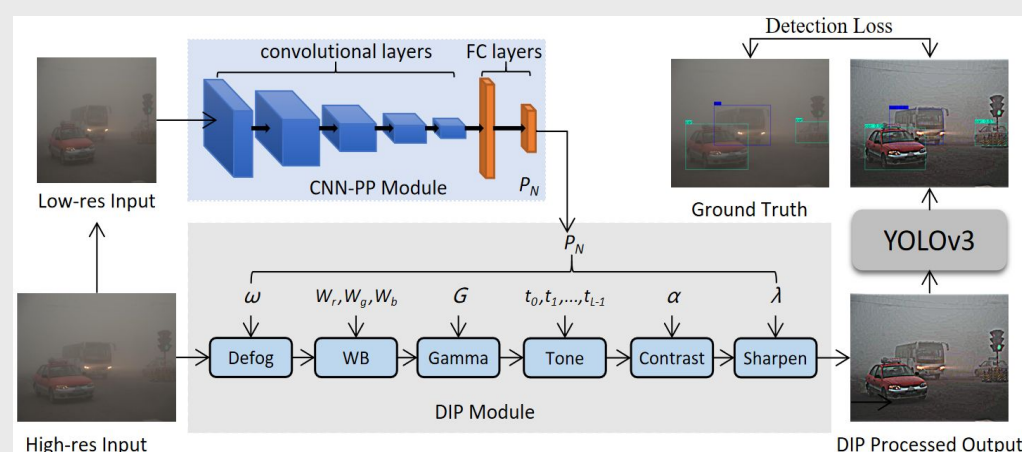 Detection Loss
convolutional layers
FC layers
CNN-PP Module
P_N
Low-res Input
Ground Truth
YOLOv3
P_N
ω
W_r,W_g,W_b
G
t_0,t_1,...,t_{L-1}
α
λ
Defog
WB
Gamma
Tone
Contrast
Sharpen
DIP Module
High-res Input
DIP Processed Output